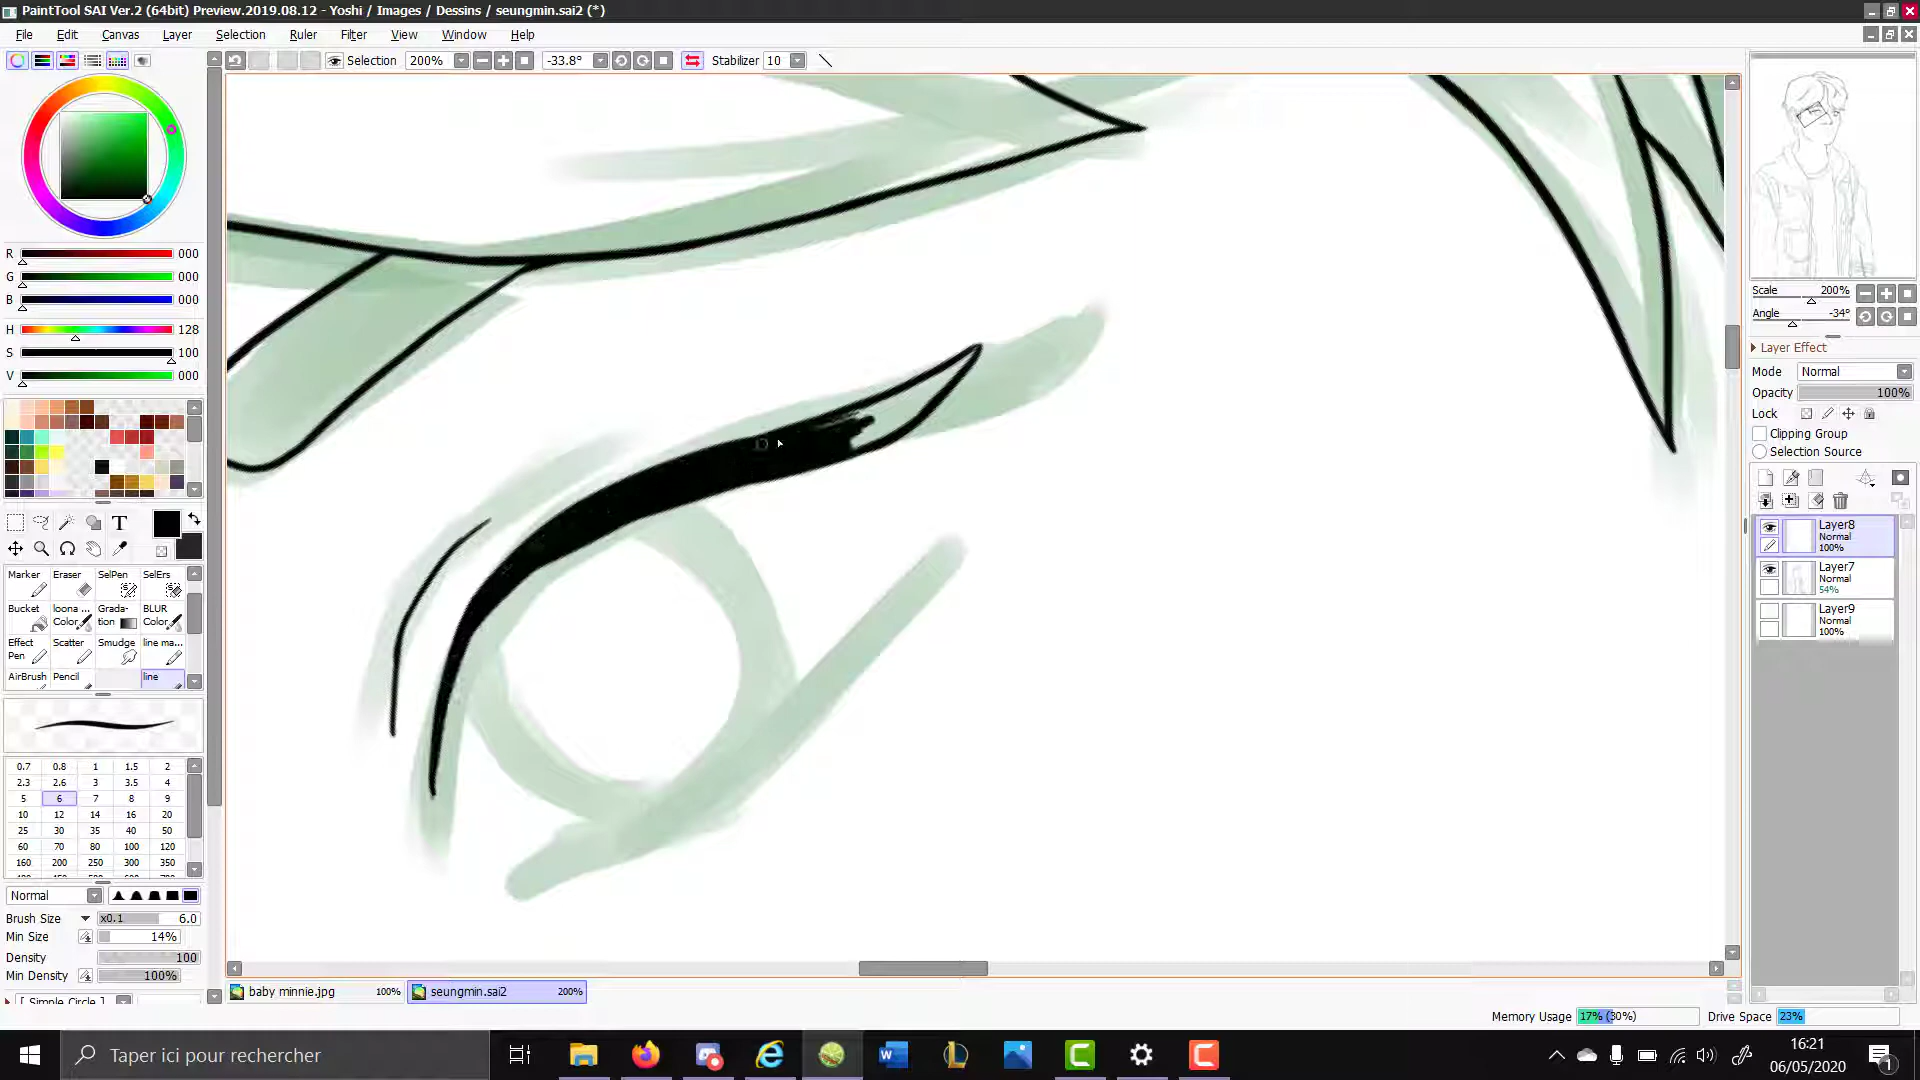 PaintTool SAI Ver.2 (64bit) Preview.2019.08.12 - Yoshi / Images / Dessins / seungmin.sai2 (*)
File Edit Canvas Layer Selection Ruler Filter View Window Help
Selection 200% -33.8° Stabilizer 10
R 000
G 000
B 000
H 128
S 100
V 000
T
Marker Eraser SelPen SelErs
Bucket loona ... Color Grada-tion BLUR Color
Effect Pen Scatter Smudge line ma...
AirBrush Pencil line
0.7 0.8 1 1.5 2
2.3 2.6 3 3.5 4
5 6 7 8 9
10 12 14 16 20
25 30 35 40 50
60 70 80 100 120
160 200 250 300 350
Normal
Brush Size x0.1 6.0
Min Size 14%
Density 100
Min Density 100%
[ Simple Circle ]
Scale 200%
Angle -34°
Layer Effect
Mode Normal
Opacity 100%
Lock
Clipping Group
Selection Source
Layer8
Normal
100%
Layer7
Normal
54%
Layer9
Normal
100%
baby minnie.jpg 100% seungmin.sai2 200%
Memory Usage 17% (30%) Drive Space 23%
Taper ici pour rechercher
16:21
06/05/2020
1